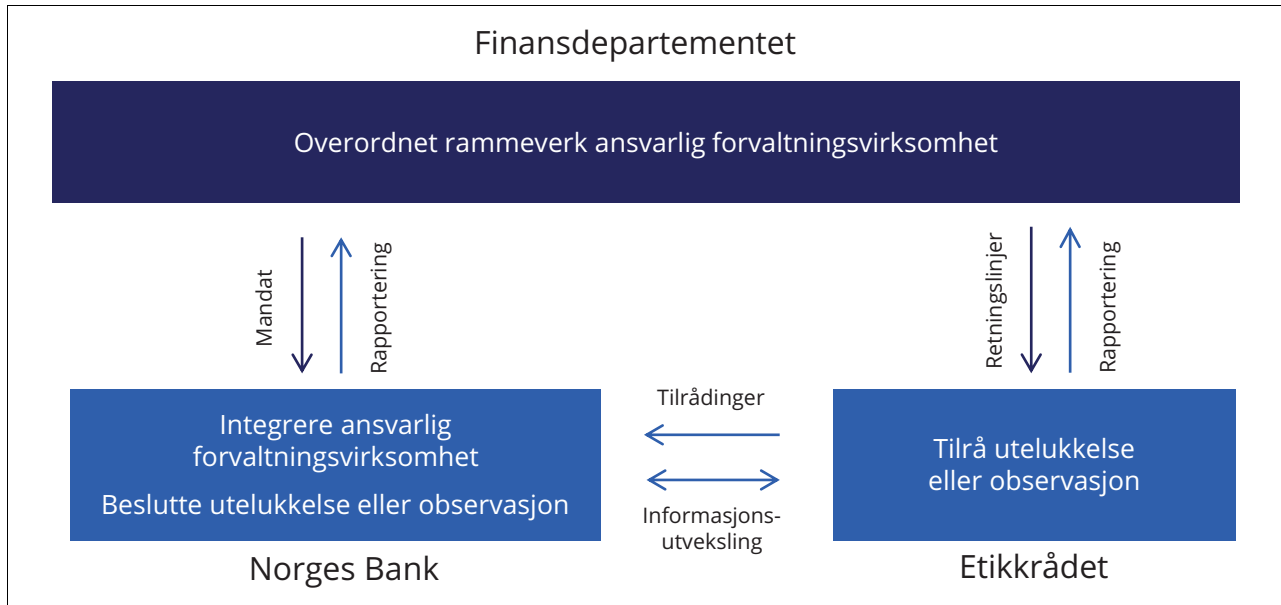 Finansdepartementet
Overordnet rammeverk ansvarlig forvaltningsvirksomhet
Mandat
Rapportering
Retningslinjer
Rapportering
Integrere ansvarlig
forvaltningsvirksomhet
Beslutte utelukkelse eller observasjon
Tilrådinger
Informasjons-
utveksling
Tilrå utelukkelse
eller observasjon
Norges Bank
Etikkrådet